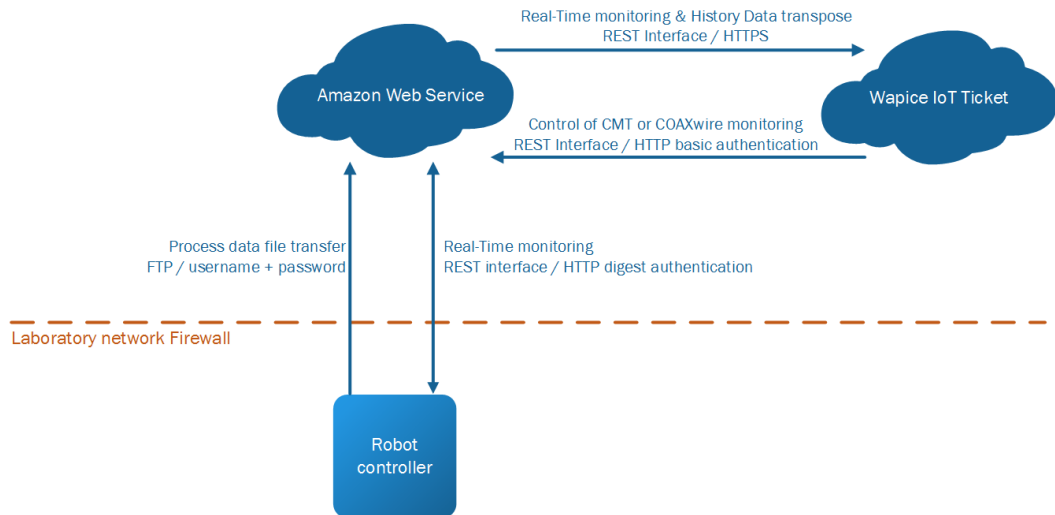 Real-Time monitoring & History Data transpose
REST Interface / HTTPS
Amazon Web Service
Wapice IoT Ticket
Control of CMT or COAXwire monitoring
REST Interface / HTTP basic authentication
Process data file transfer
FTP / username + password
Real-Time monitoring
REST interface / HTTP digest authentication
Laboratory network Firewall
Robot
controller